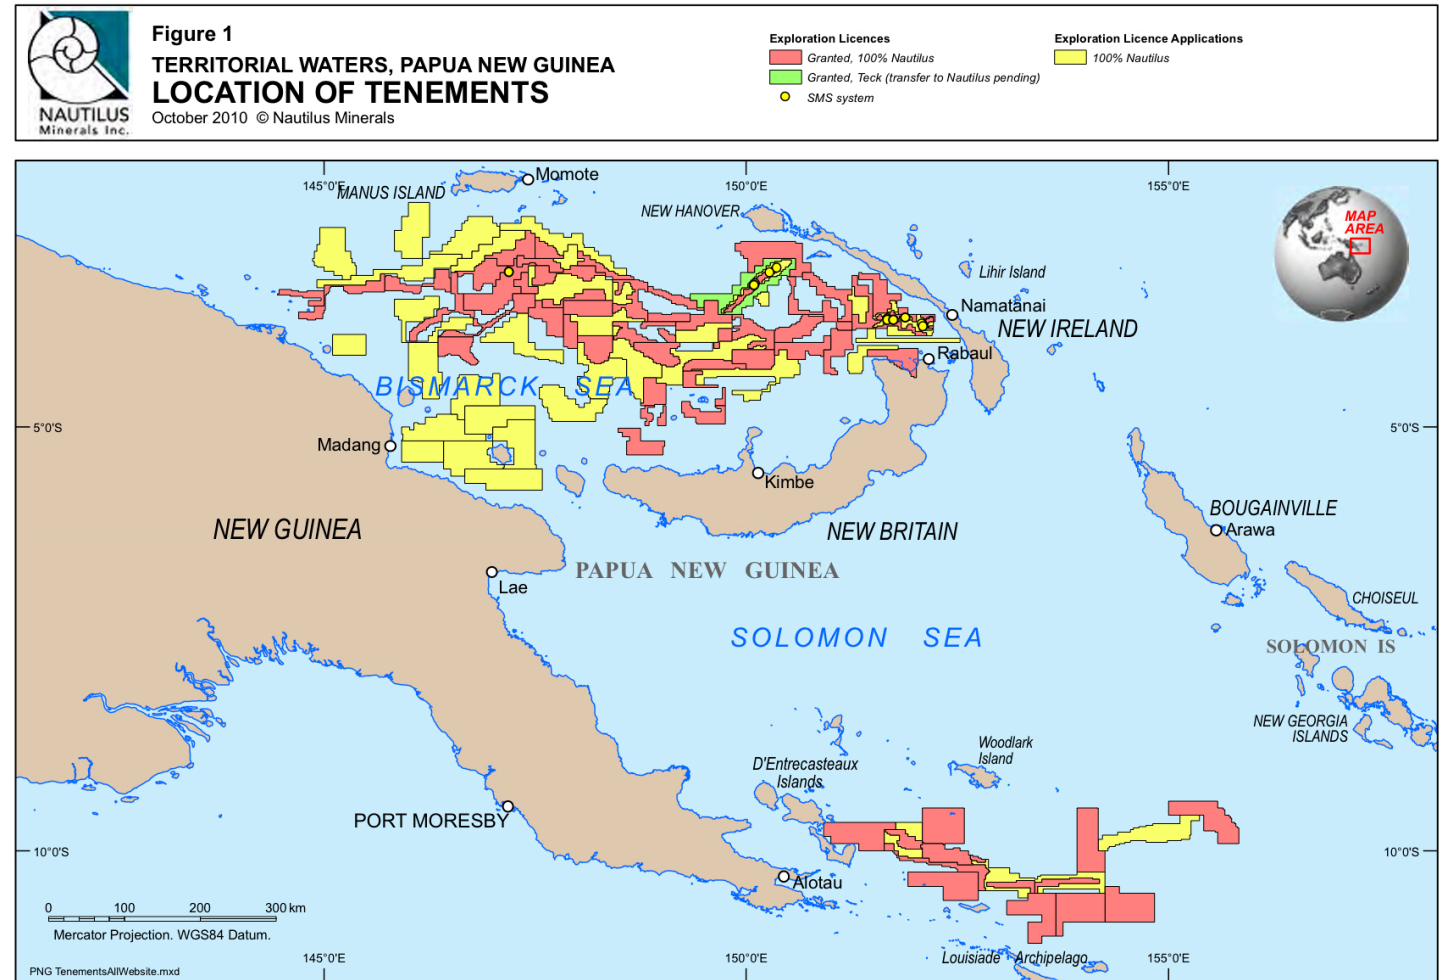 NAUTILUS
Minerals Inc.
Figure 1
TERRITORIAL WATERS, PAPUA NEW GUINEA
LOCATION OF TENEMENTS
October 2010 © Nautilus Minerals
Exploration Licences
Granted, 100% Nautilus
Granted, Teck (transfer to Nautilus pending)
SMS system
Exploration Licence Applications
100% Nautilus
145°0'E
150°0'E
155°0'E
MANUS ISLAND
Momote
NEW HANOVER
MAP
AREA
Lihir Island
Namatanai
NEW IRELAND
Rabaul
BISMARCK SEA
5°0'S
5°0'S
Madang
Kimbe
NEW GUINEA
NEW BRITAIN
BOUGAINVILLE
Arawa
PAPUA NEW GUINEA
Lae
CHOISEUL
SOLOMON SEA
SOLOMON IS
NEW GEORGIA
ISLANDS
Woodlark
Island
D'Entrecasteaux
Islands
PORT MORESBY
10°0'S
10°0'S
Alotau
0 100 200 300 km
Mercator Projection. WGS84 Datum.
Louisiade Archipelago
145°0'E
150°0'E
155°0'E
PNG TenementsAllWebsite.mxd